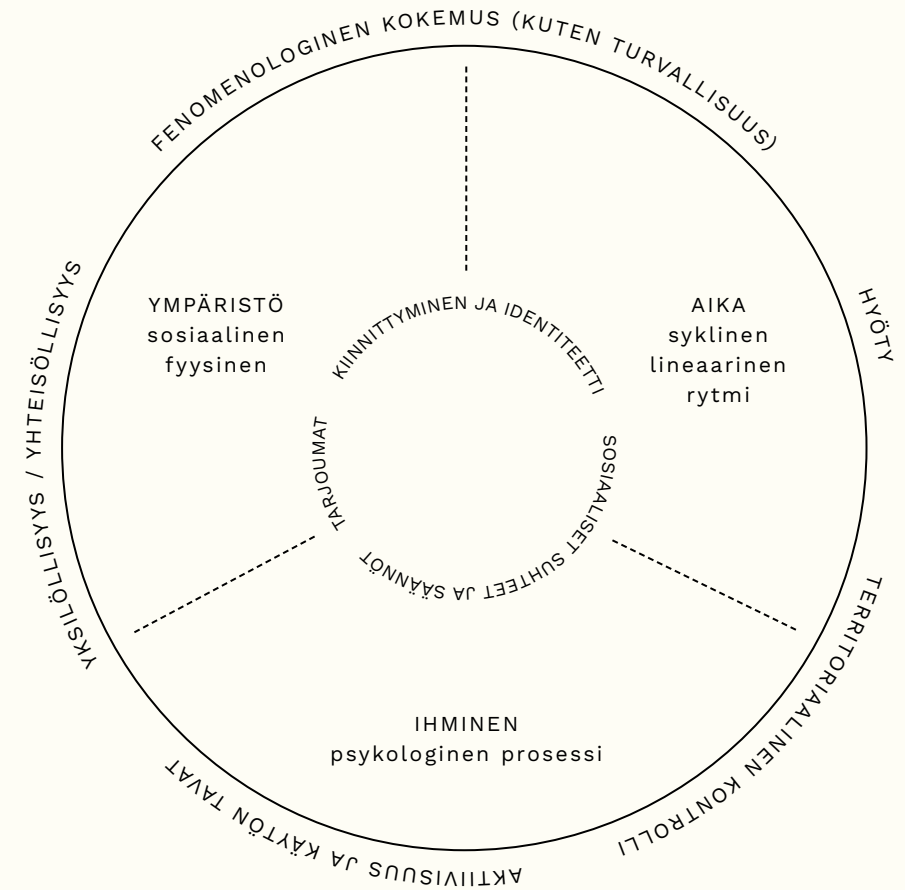 FENOMENOLOGINEN KOKEMUS (KUTEN TURVALLISUUS)
HYÖTY
TERRITORIAALINEN KONTROLLI
AKTIIVISUUS JA KÄYTÖN TAVAT
YKSILÖLLISYYS / YHTEISÖLLISYYS
YMPÄRISTÖ
sosiaalinen
fyysinen
AIKA
syklinen
lineaarinen
rytmi
IHMINEN
psykologinen prosessi
KIINNITTYMINEN JA IDENTITEETTI
SOSIAALISET SUHTEET JA SÄÄNNÖT
TARJOUMAT